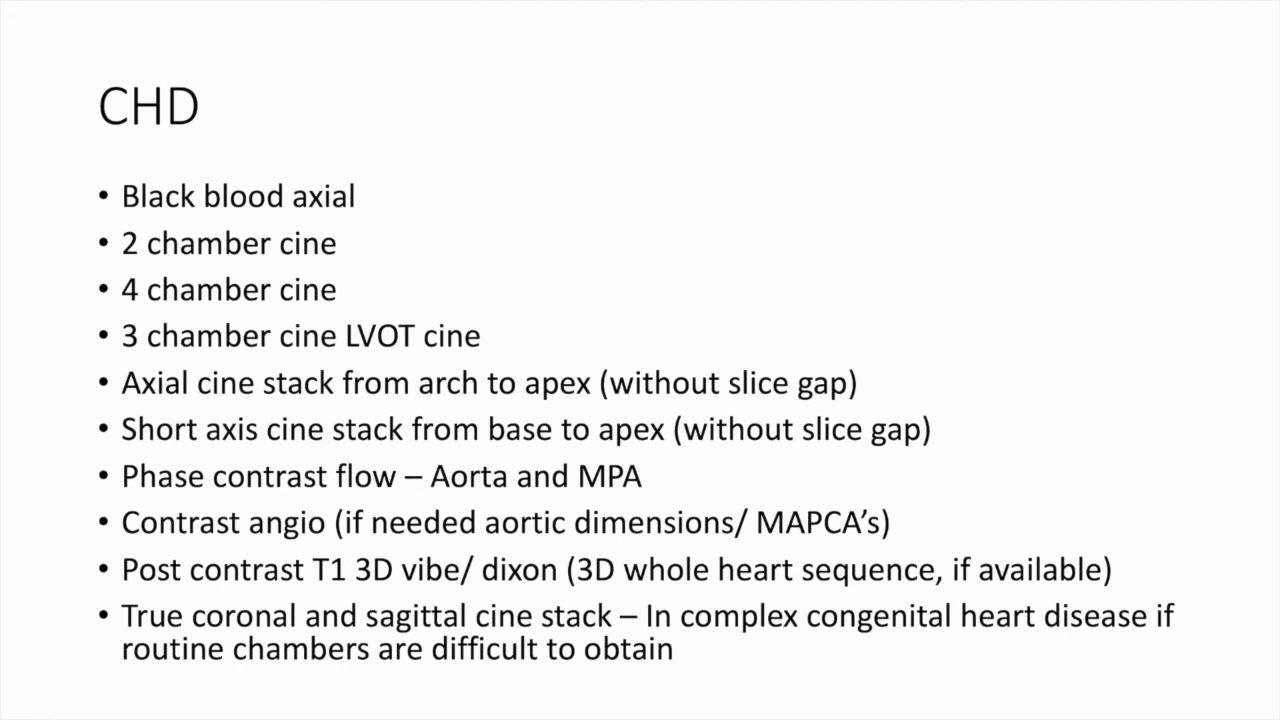 CHD
• Black blood axial
• 2 chamber cine
• 4 chamber cine
• 3 chamber cine LVOT cine
• Axial cine stack from arch to apex (without slice gap)
• Short axis cine stack from base to apex (without slice gap)
• Phase contrast flow – Aorta and MPA
• Contrast angio (if needed aortic dimensions/ MAPCA’s)
• Post contrast T1 3D vibe/ dixon (3D whole heart sequence, if available)
• True coronal and sagittal cine stack – In complex congenital heart disease if
routine chambers are difficult to obtain